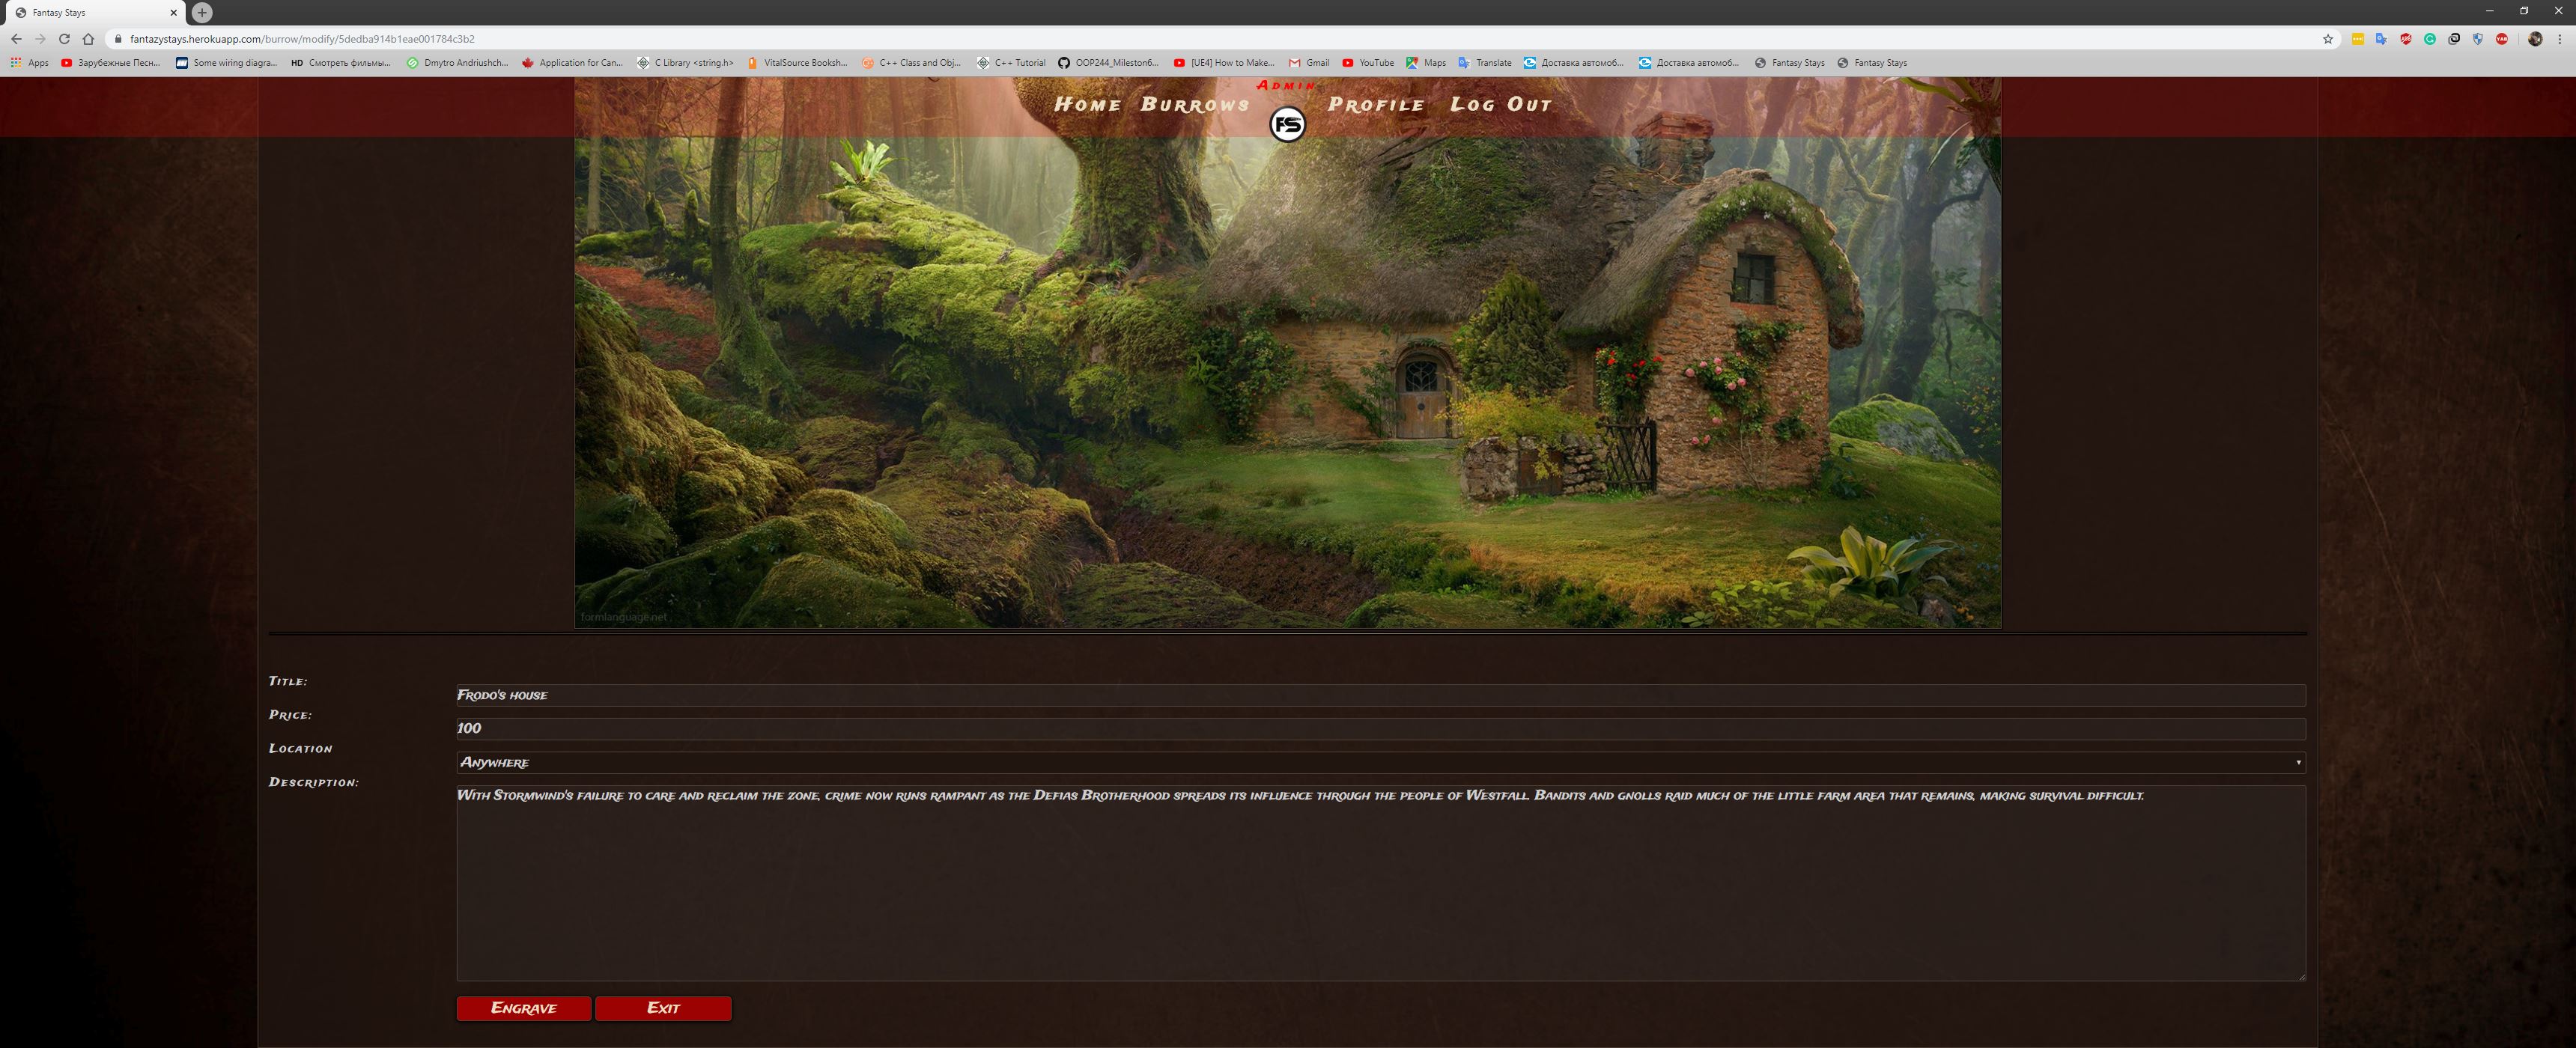 Fantasy Stays
fantazystays.herokuapp.com/burrow/modify/5dedba914b1eae001784c3b2
Apps Зарубежные Песн... Some wiring diagra... HD Смотреть фильмы... Dmytro Andriushch... Application for Can... C Library <string.h> VitalSource Booksh... C++ Class and Obj... C++ Tutorial OOP244_Mileston6... [UE4] How to Make... Gmail YouTube Maps Translate Доставка автомоб... Доставка автомоб... Fantasy Stays Fantasy Stays
Admin
Home Burrows FS Profile Log Out
formlanguage.net
Title:
Frodo's house
Price:
100
Location
Anywhere
Description:
With Stormwind's failure to care and reclaim the zone, crime now runs rampant as the Defias Brotherhood spreads its influence through the people of Westfall. Bandits and gnolls raid much of the little farm area that remains, making survival difficult.
Engrave Exit